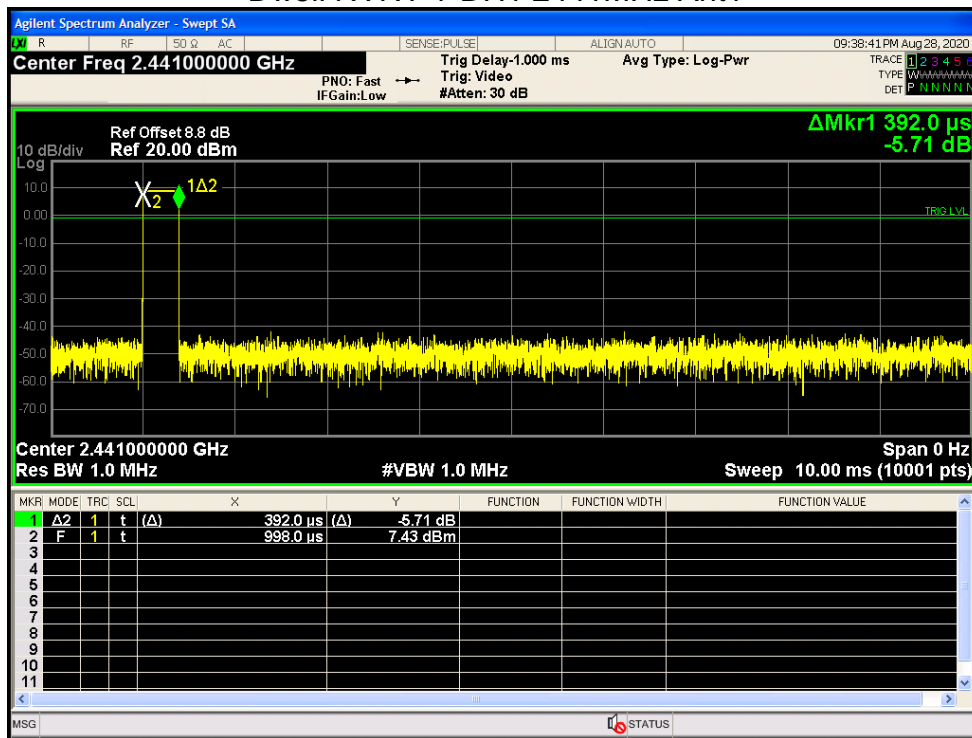 Agilent Spectrum Analyzer - Swept SA
LXI R RF 50 Ω AC SENSE:PULSE ALIGN AUTO 09:38:41 PM Aug 28, 2020
Center Freq 2.441000000 GHz
PNO: Fast
IFGain:Low
Trig Delay-1.000 ms
Trig: Video
#Atten: 30 dB
Avg Type: Log-Pwr
TRACE 1 2 3 4 5 6
TYPE W
DET P N N N N N
ΔMkr1 392.0 µs
-5.71 dB
Ref Offset 8.8 dB
10 dB/div Ref 20.00 dBm
Log
10.0
0.00
-10.0
-20.0
-30.0
-40.0
-50.0
-60.0
-70.0
2
1Δ2
TRIG LVL
Center 2.441000000 GHz Span 0 Hz
Res BW 1.0 MHz #VBW 1.0 MHz Sweep 10.00 ms (10001 pts)
MKR MODE TRC SCL X Y FUNCTION FUNCTION WIDTH FUNCTION VALUE
1 Δ2 1 t (Δ) 392.0 µs (Δ) -5.71 dB
2 F 1 t 998.0 µs 7.43 dBm
3
4
5
6
7
8
9
10
11
MSG STATUS